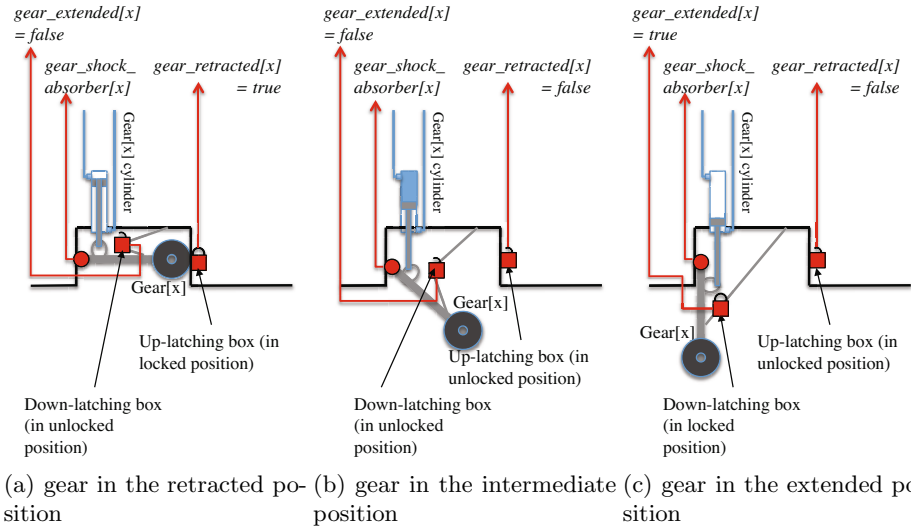 gear_extended[x]
= false
gear_shock_
absorber[x]
gear_retracted[x]
= true
Gear[x] cylinder
Gear[x]
Up-latching box (in
locked position)
Down-latching box
(in unlocked
position)
(a) gear in the retracted po-
sition
gear_extended[x]
= false
gear_shock_
absorber[x]
gear_retracted[x]
= false
Gear[x] cylinder
Gear[x]
Up-latching box (in
unlocked position)
Down-latching box
(in unlocked
position)
(b) gear in the intermediate
position
gear_extended[x]
= true
gear_shock_
absorber[x]
gear_retracted[x]
= false
Gear[x] cylinder
Gear[x]
Up-latching box (in
unlocked position)
Down-latching box
(in locked
position)
(c) gear in the extended po
sition